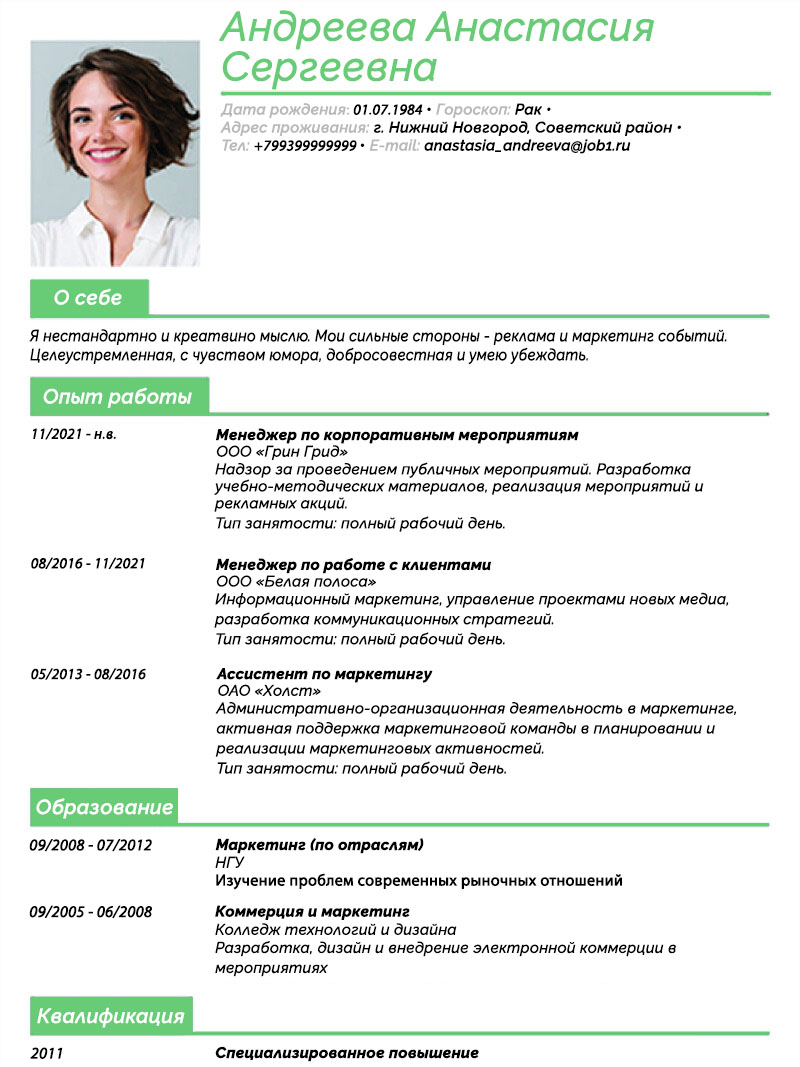 Андреева Анастасия
Сергеевна
Дата рождения: 01.07.1984 • Гороскоп: Рак •
Адрес проживания: г. Нижний Новгород, Советский район •
Тел: +799399999999 • E-mail: anastasia_andreeva@job1.ru
О себе
Я нестандартно и креатвино мыслю. Мои сильные стороны - реклама и маркетинг событий.
Целеустремленная, с чувством юмора, добросовестная и умею убеждать.
Опыт работы
11/2021 - н.в.
Менеджер по корпоративным мероприятиям
ООО «Грин Грид»
Надзор за проведением публичных мероприятий. Разработка
учебно-методических материалов, реализация мероприятий и
рекламных акций.
Тип занятости: полный рабочий день.
08/2016 - 11/2021
Менеджер по работе с клиентами
ООО «Белая полоса»
Информационный маркетинг, управление проектами новых медиа,
разработка коммуникационных стратегий.
Тип занятости: полный рабочий день.
05/2013 - 08/2016
Ассистент по маркетингу
ОАО «Холст»
Административно-организационная деятельность в маркетинге,
активная поддержка маркетинговой команды в планировании и
реализации маркетинговых активностей.
Тип занятости: полный рабочий день.
Образование
09/2008 - 07/2012
Маркетинг (по отраслям)
НГУ
Изучение проблем современных рыночных отношений
09/2005 - 06/2008
Коммерция и маркетинг
Колледж технологий и дизайна
Разработка, дизайн и внедрение электронной коммерции в
мероприятиях
Квалификация
2011
Специализированное повышение